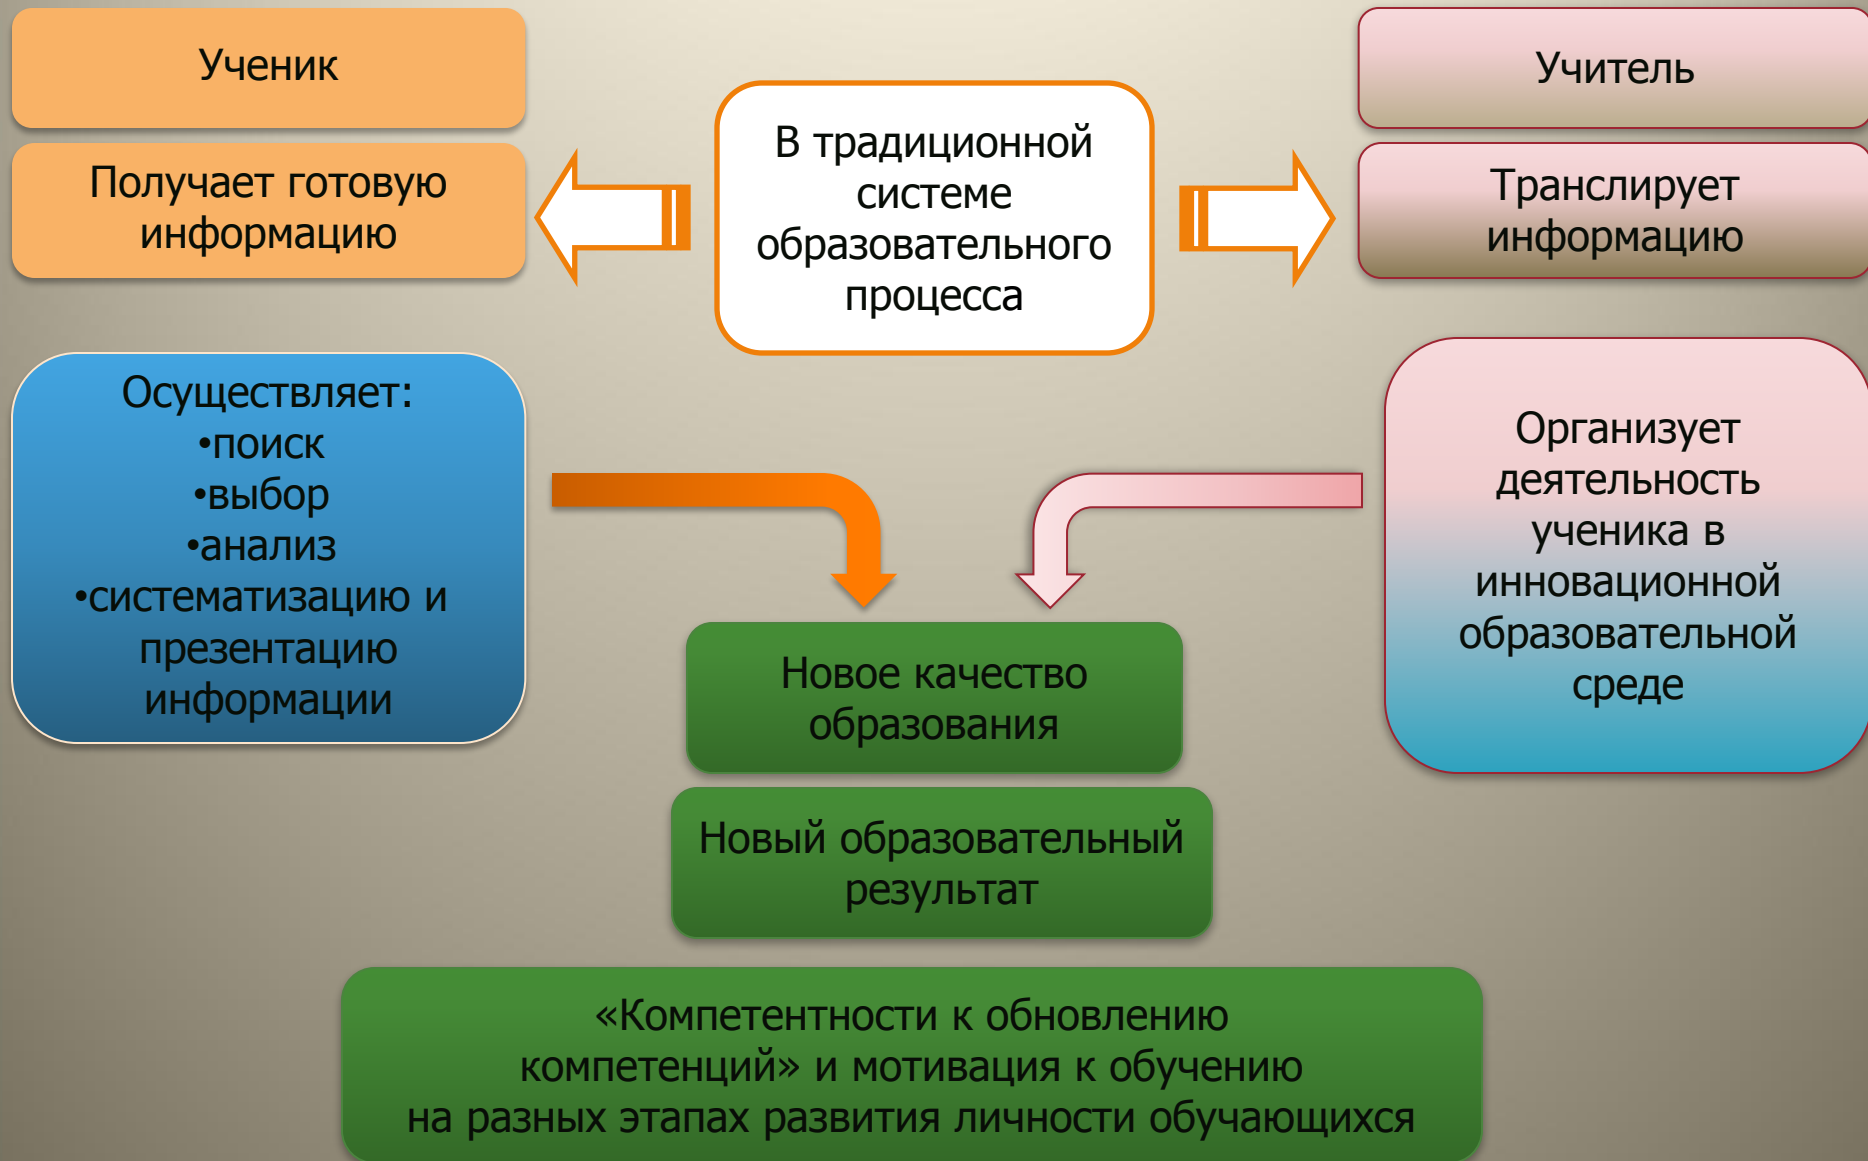 Ученик
Получает готовую
информацию
В традиционной
системе
образовательного
процесса
Учитель
Транслирует
информацию
Осуществляет:
•поиск
•выбор
•анализ
•систематизацию и
презентацию
информации
Организует
деятельность
ученика в
инновационной
образовательной
среде
Новое качество
образования
Новый образовательный
результат
«Компетентности к обновлению
компетенций» и мотивация к обучению
на разных этапах развития личности обучающихся